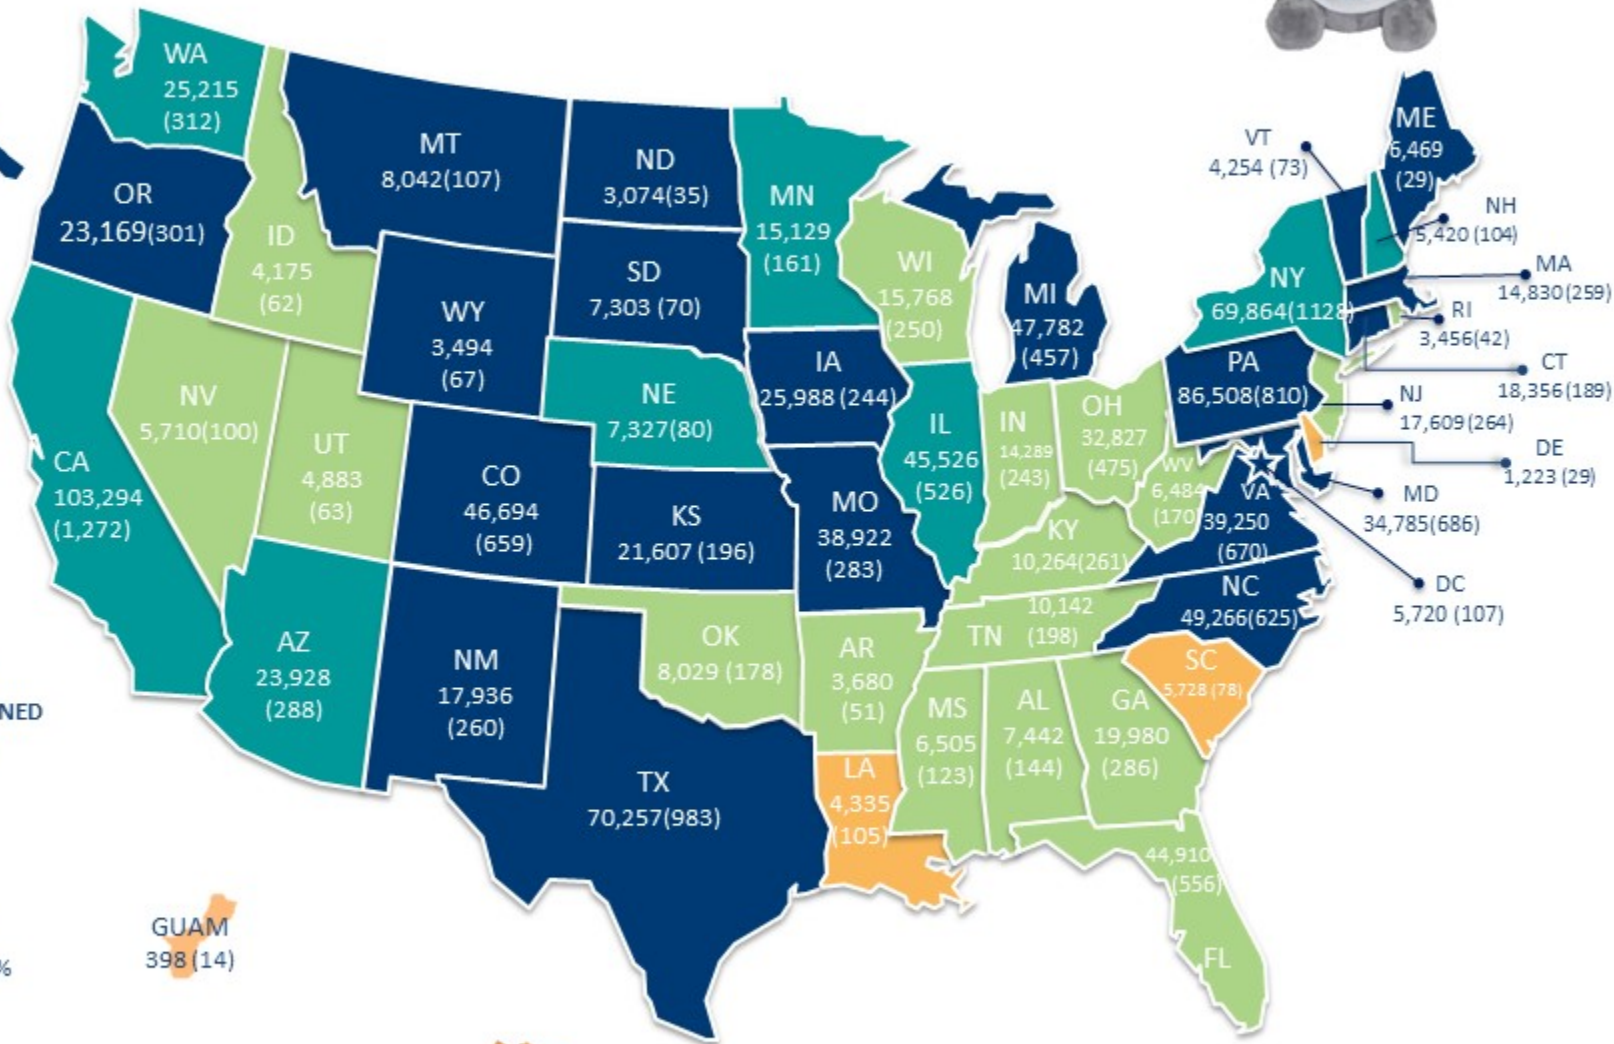 WA
25,215
(312)
OR
23,169(301)
CA
103,294
(1,272)
ID
4,175
(62)
NV
5,710(100)
UT
4,883
(63)
AZ
23,928
(288)
MT
8,042(107)
WY
3,494
(67)
CO
46,694
(659)
NM
17,936
(260)
ND
3,074(35)
SD
7,303 (70)
NE
7,327(80)
KS
21,607 (196)
OK
8,029 (178)
TX
70,257(983)
MN
15,129
(161)
IA
25,988 (244)
MO
38,922
(283)
AR
3,680
(51)
LA
4,335
(105)
WI
15,768
(250)
IL
45,526
(526)
MI
47,782
(457)
IN
14,289
(243)
OH
32,827
(475)
WV
6,484
(170)
KY
10,264(261)
TN
10,142
(198)
MS
6,505
(123)
AL
7,442
(144)
GA
19,980
(286)
44,910
(556)
FL
SC
5,728 (78)
NC
49,266(625)
VA
39,250
(670)
PA
86,508(810)
NY
69,864(1128)
VT
4,254 (73)
ME
6,469
(29)
NH
5,420 (104)
MA
14,830(259)
RI
3,456(42)
CT
18,356(189)
NJ
17,609(264)
DE
1,223 (29)
MD
34,785(686)
DC
5,720 (107)
NED
GUAM
398 (14)
%